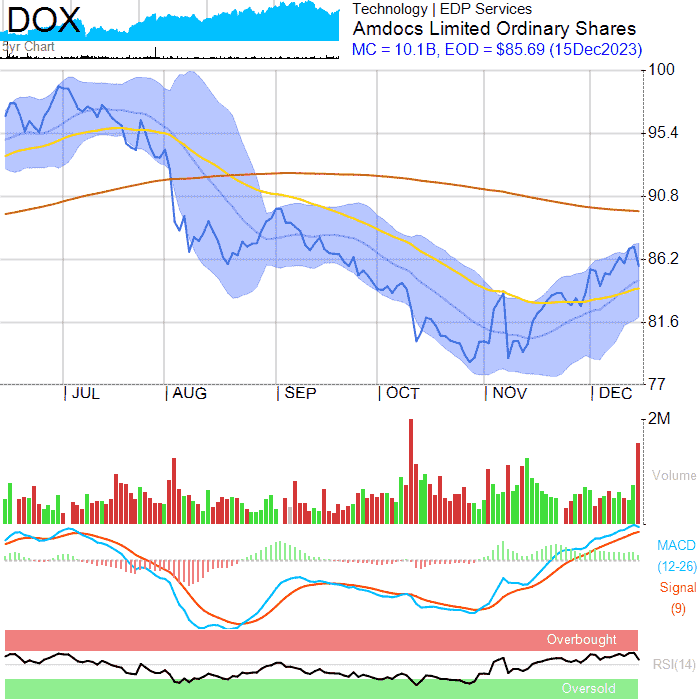 DOX
5yr Chart
Technology | EDP Services
Amdocs Limited Ordinary Shares
MC = 10.1B, EOD = $85.69 (15Dec2023)
100
95.4
90.8
86.2
81.6
77
| JUL | AUG | SEP | OCT | NOV | DEC
2M
Volume
MACD
(12-26)
Signal
(9)
Overbought
RSI(14)
Oversold